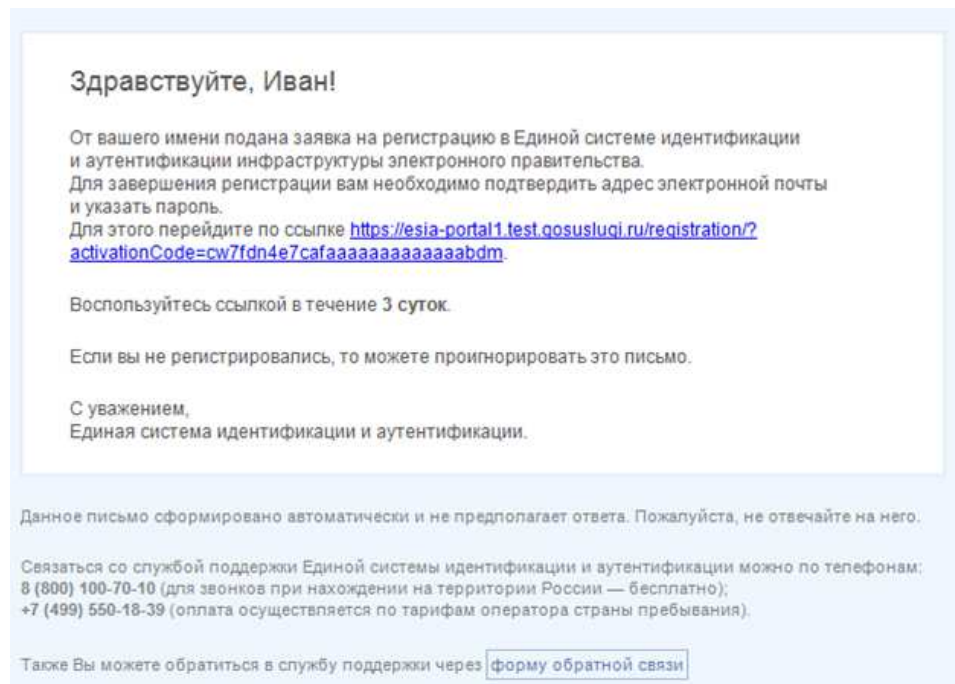 Здравствуйте, Иван!
От вашего имени подана заявка на регистрацию в Единой системе идентификации
и аутентификации инфраструктуры электронного правительства.
Для завершения регистрации вам необходимо подтвердить адрес электронной почты
и указать пароль.
Для этого перейдите по ссылке https://esia-portal1.test.gosuslugi.ru/registration/?
activationCode=cw7fdn4e7cafaaaaaaaaaaaaabdm.
Воспользуйтесь ссылкой в течение 3 суток.
Если вы не регистрировались, то можете проигнорировать это письмо.
С уважением,
Единая система идентификации и аутентификации.
Данное письмо сформировано автоматически и не предполагает ответа. Пожалуйста, не отвечайте на него.
Связаться со службой поддержки Единой системы идентификации и аутентификации можно по телефонам:
8 (800) 100-70-10 (для звонков при нахождении на территории России — бесплатно);
+7 (499) 550-18-39 (оплата осуществляется по тарифам оператора страны пребывания).
Также Вы можете обратиться в службу поддержки через форму обратной связи